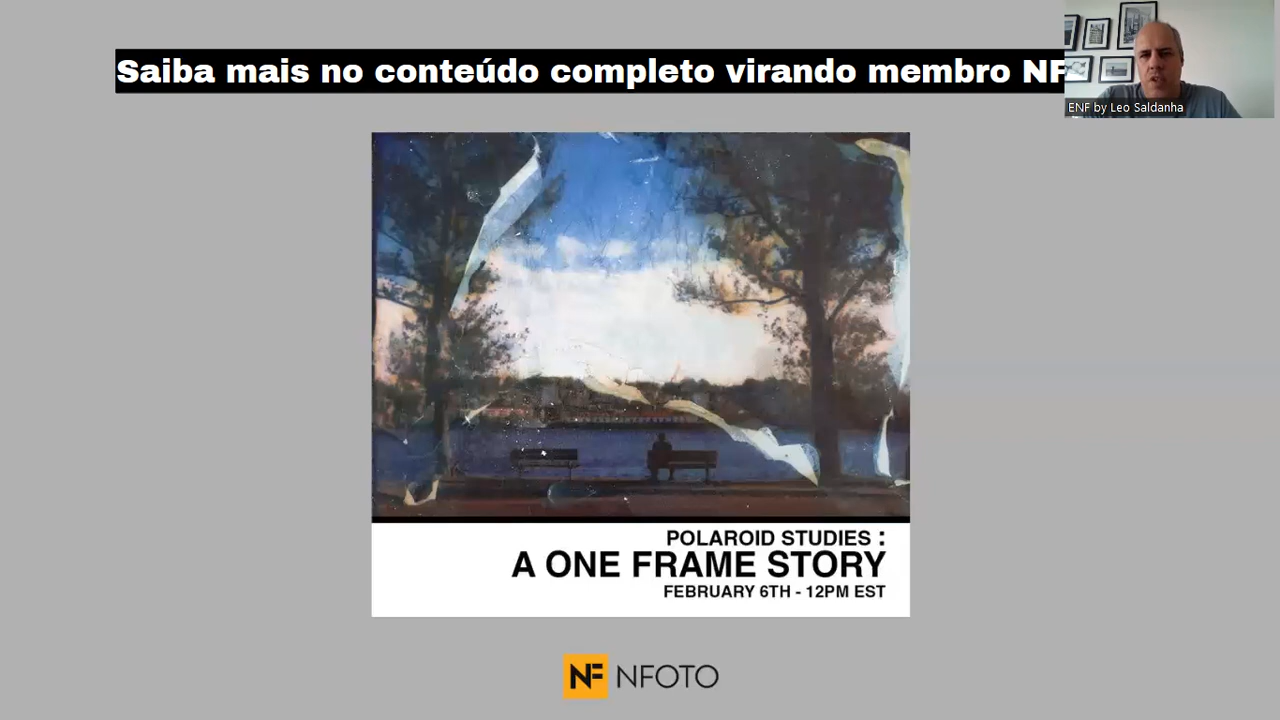 Saiba mais no conteúdo completo virando membro NF
ENF by Leo Saldanha
POLAROID STUDIES :
A ONE FRAME STORY
FEBRUARY 6TH - 12PM EST
NF NFOTO